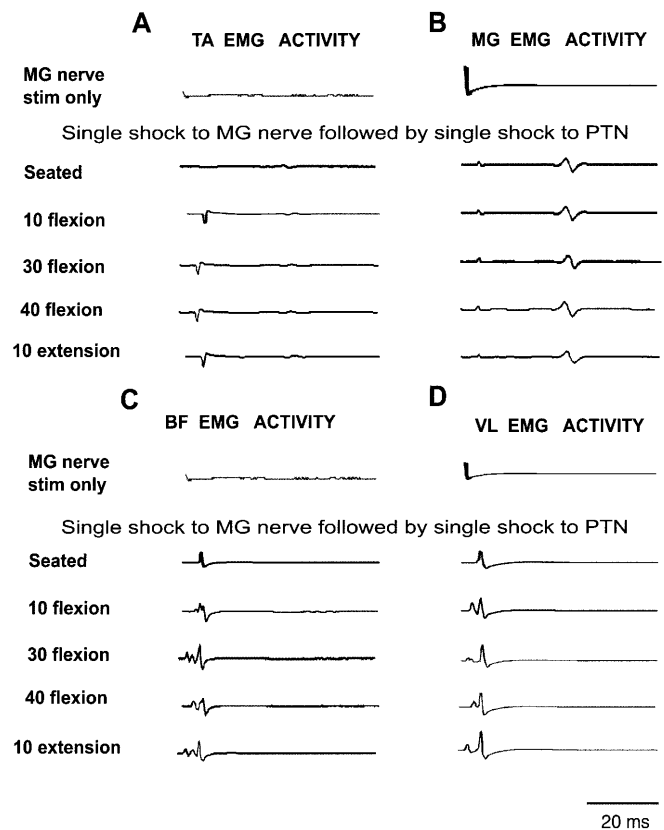 A
TA EMG ACTIVITY
B
MG EMG ACTIVITY
MG nerve
stim only
Single shock to MG nerve followed by single shock to PTN
Seated
10 flexion
30 flexion
40 flexion
10 extension
C
BF EMG ACTIVITY
D
VL EMG ACTIVITY
MG nerve
stim only
Single shock to MG nerve followed by single shock to PTN
Seated
10 flexion
30 flexion
40 flexion
10 extension
20 ms